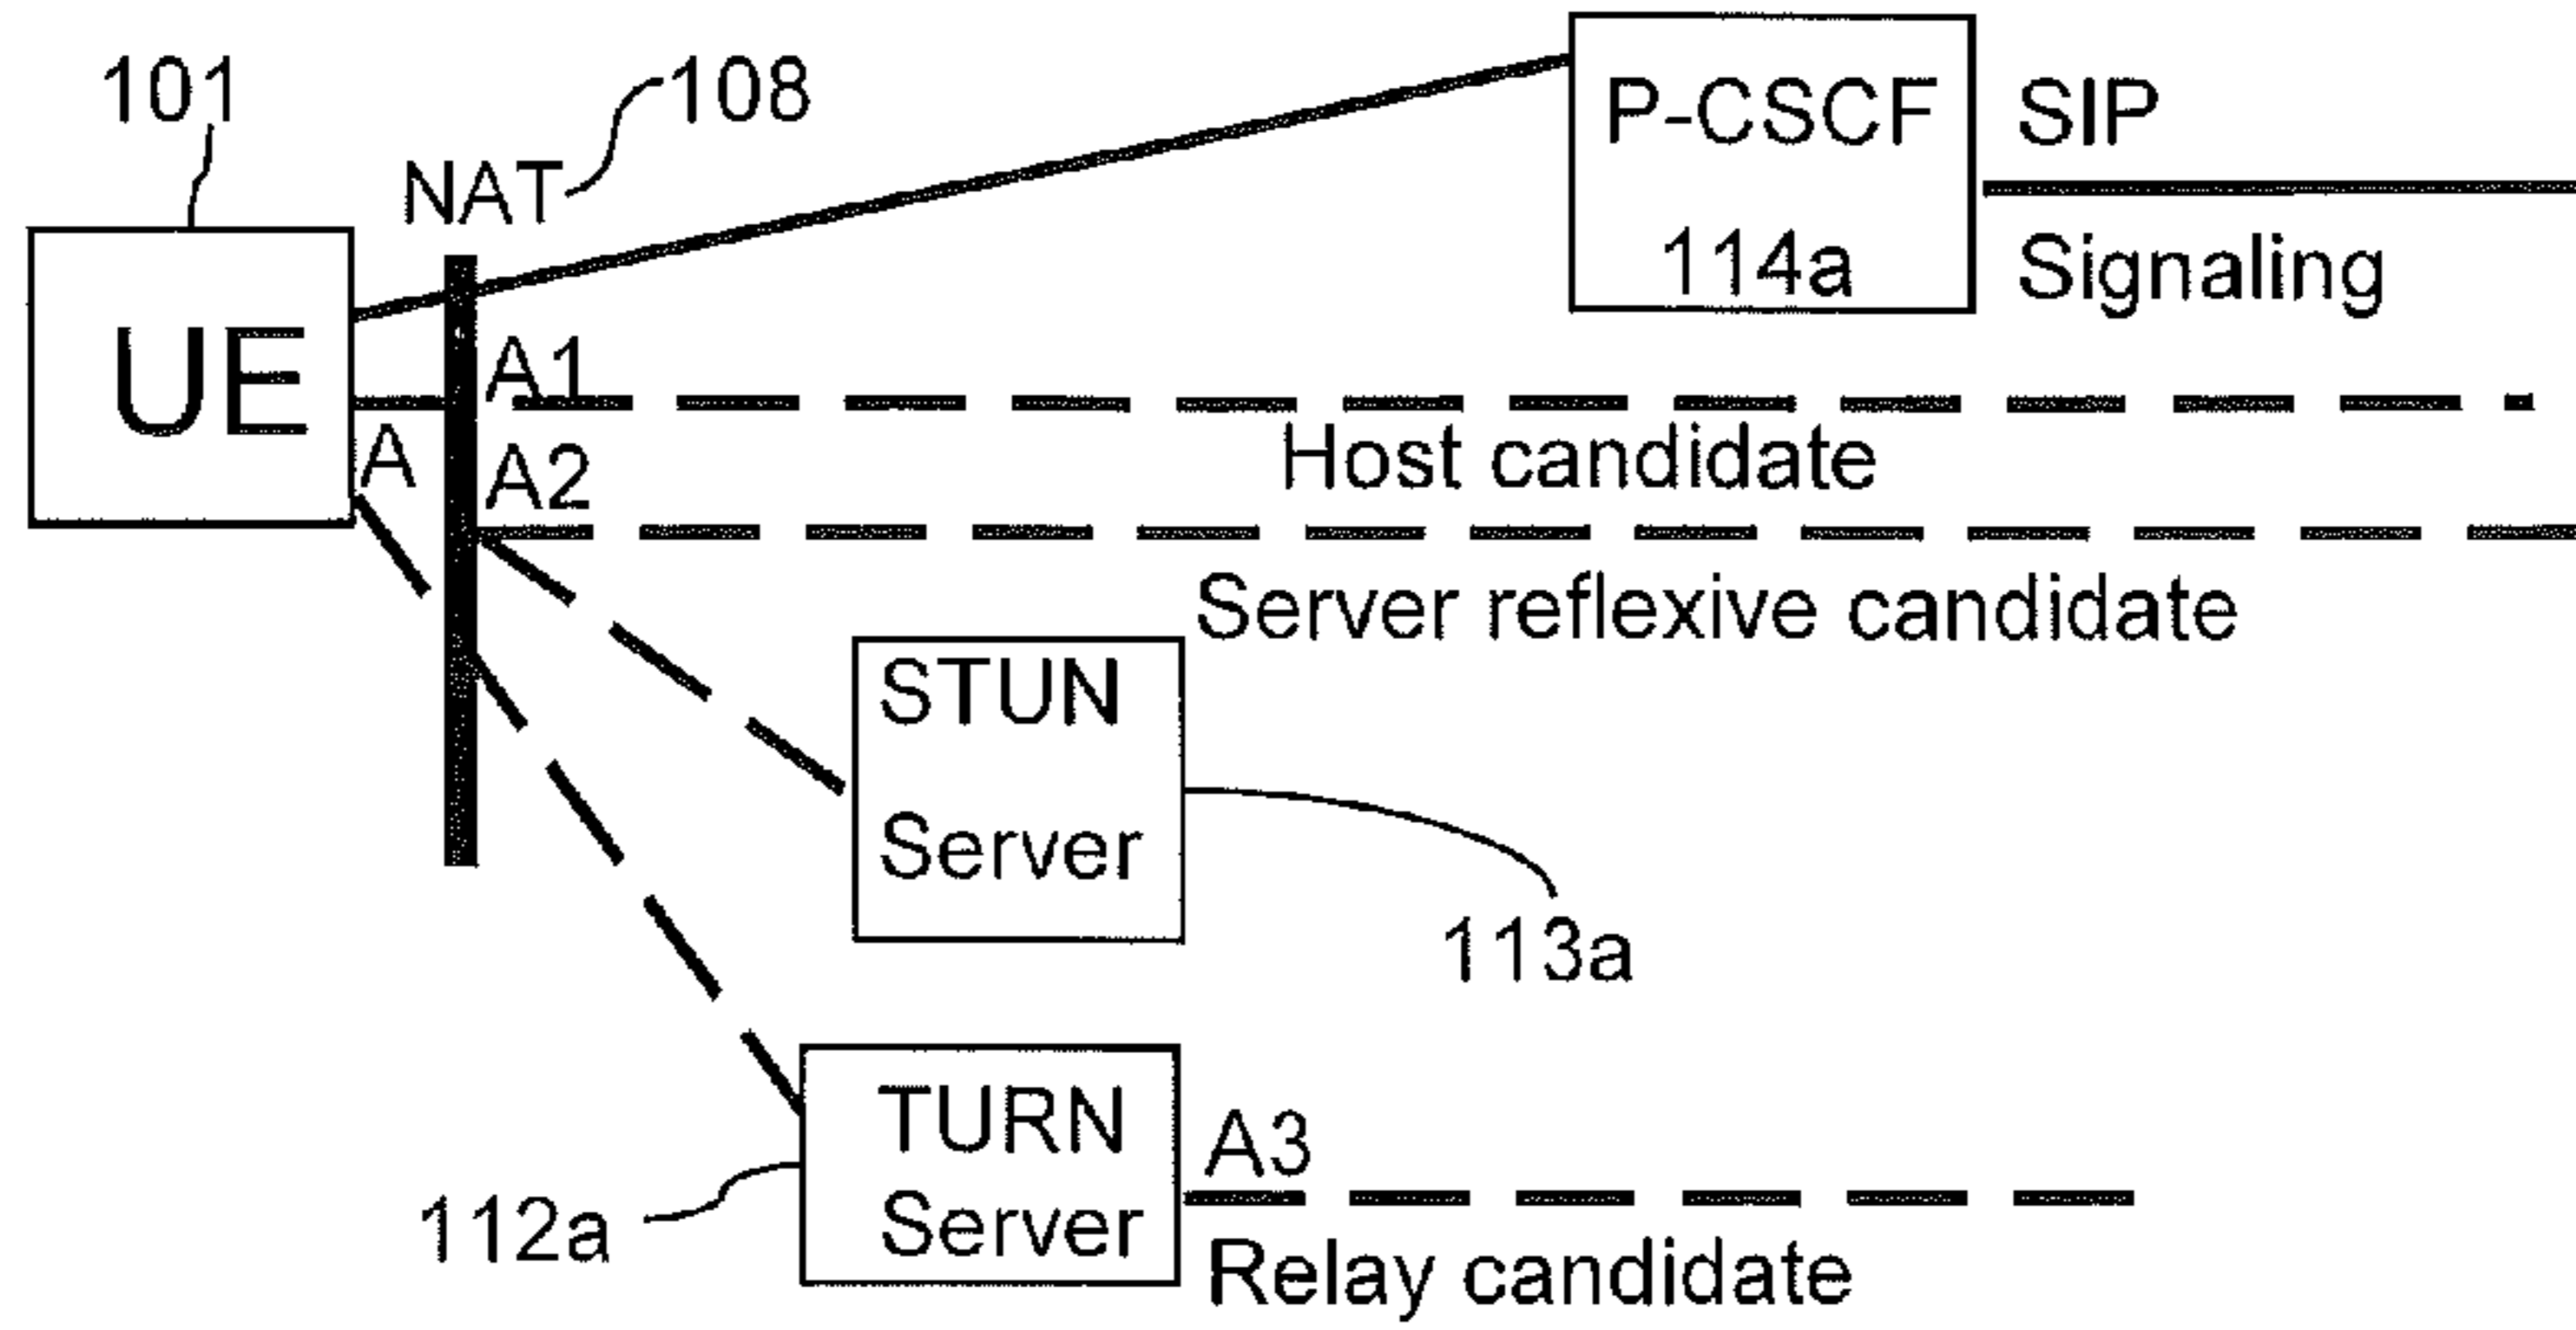 101
108
NAT
P-CSCF
114a
SIP
Signaling
UE
A1
A
A2
Host candidate
Server reflexive candidate
STUN
Server
113a
TURN
Server
112a
A3
Relay candidate